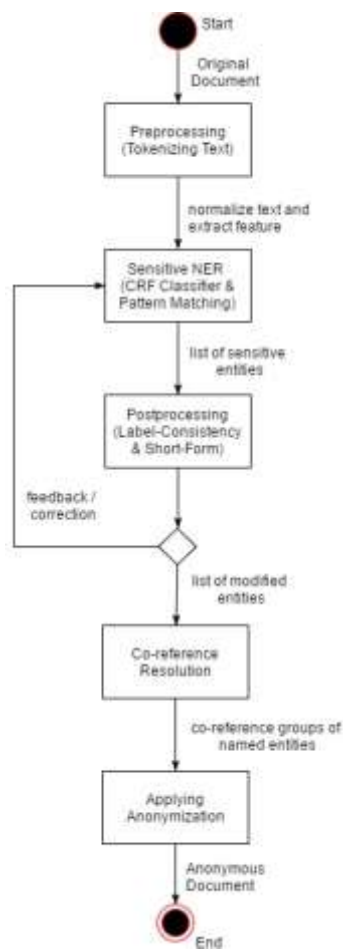 Start
Original
Document
Preprocessing
(Tokenizing Text)
normalize text and
extract feature
Sensitive NER
(CRF Classifier &
Pattern Matching)
list of sensitive
entities
Postprocessing
(Label-Consistency
& Short-Form)
feedback /
correction
list of modified
entities
Co-reference
Resolution
co-reference groups of
named entities
Applying
Anonymization
Anonymous
Document
End